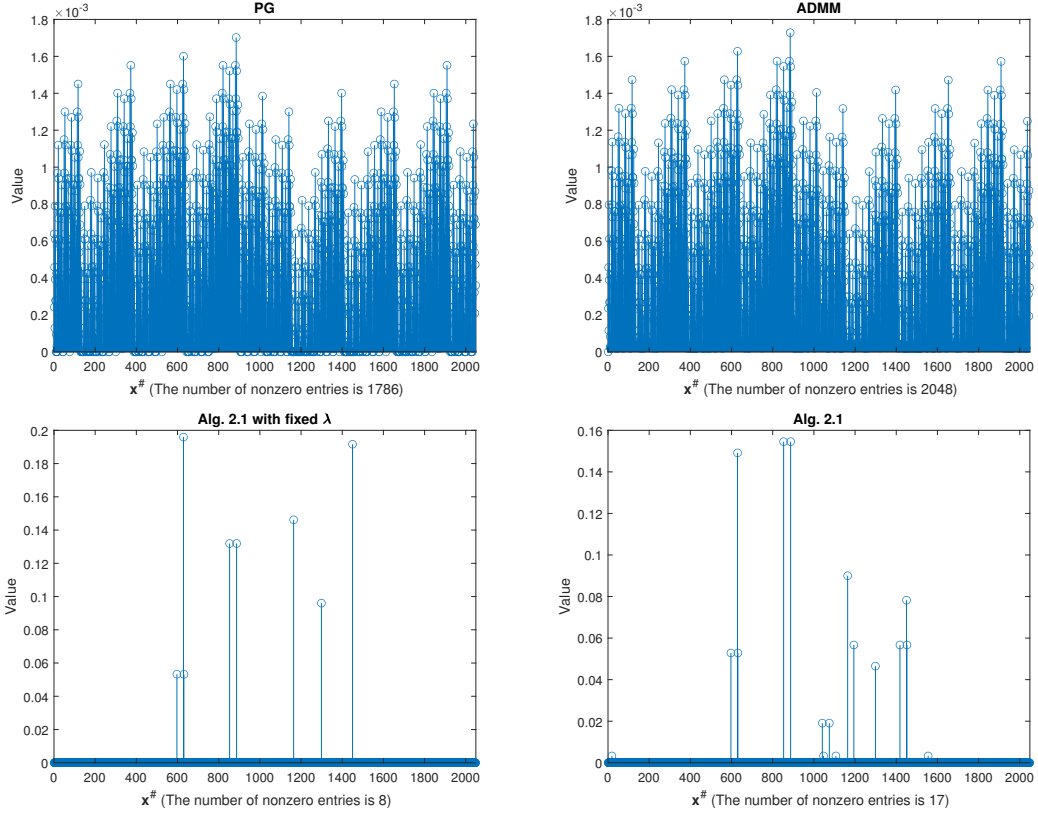 PG
×10⁻³
1.8
1.6
1.4
1.2
1
0.8
0.6
0.4
0.2
0
Value
0 200 400 600 800 1000 1200 1400 1600 1800 2000
x# (The number of nonzero entries is 1786)
ADMM
×10⁻³
1.8
1.6
1.4
1.2
1
0.8
0.6
0.4
0.2
0
Value
0 200 400 600 800 1000 1200 1400 1600 1800 2000
x# (The number of nonzero entries is 2048)
Alg. 2.1 with fixed λ
0.2
0.18
0.16
0.14
0.12
0.1
0.08
0.06
0.04
0.02
0
Value
0 200 400 600 800 1000 1200 1400 1600 1800 2000
x# (The number of nonzero entries is 8)
Alg. 2.1
0.16
0.14
0.12
0.1
0.08
0.06
0.04
0.02
0
Value
0 200 400 600 800 1000 1200 1400 1600 1800 2000
x# (The number of nonzero entries is 17)